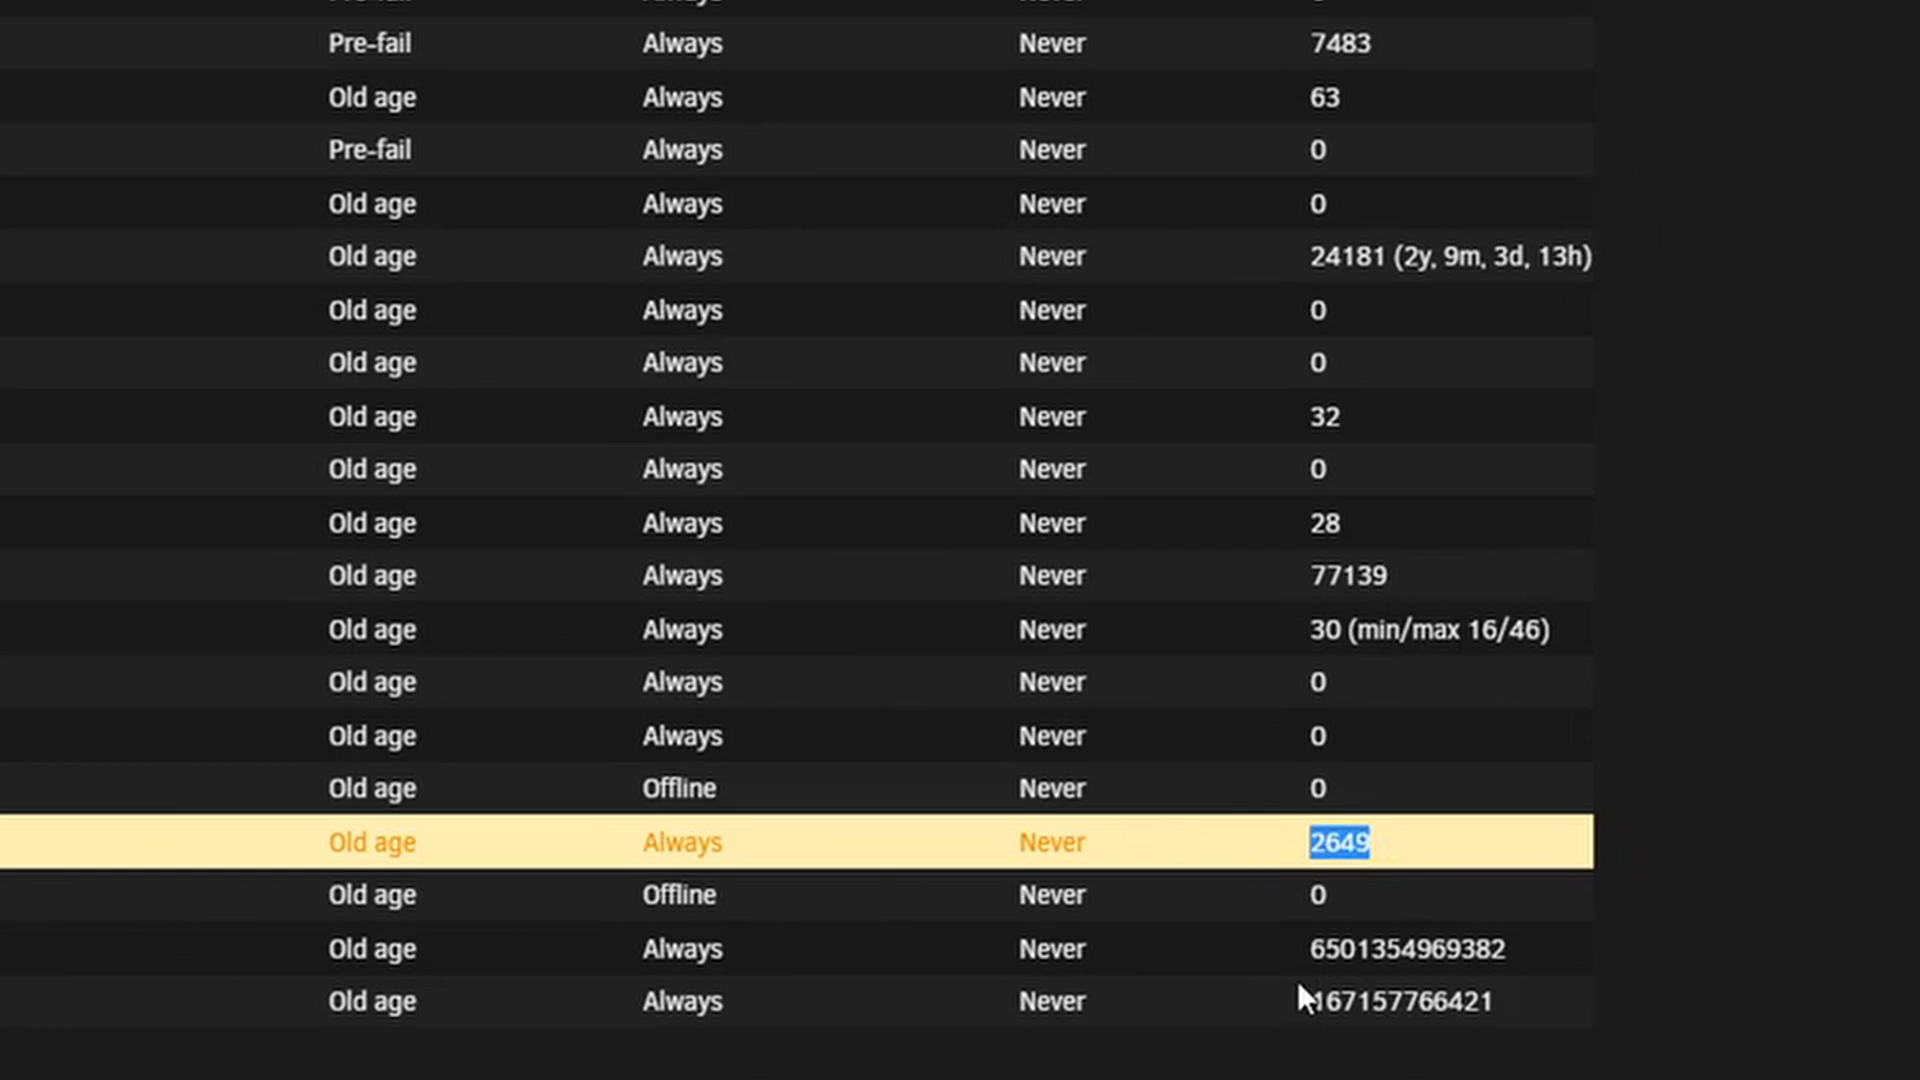 Pre-fail Always Never 7483
Old age Always Never 63
Pre-fail Always Never 0
Old age Always Never 0
Old age Always Never 24181 (2y, 9m, 3d, 13h)
Old age Always Never 0
Old age Always Never 0
Old age Always Never 32
Old age Always Never 0
Old age Always Never 28
Old age Always Never 77139
Old age Always Never 30 (min/max 16/46)
Old age Always Never 0
Old age Always Never 0
Old age Offline Never 0
Old age Always Never 2649
Old age Offline Never 0
Old age Always Never 6501354969382
Old age Always Never